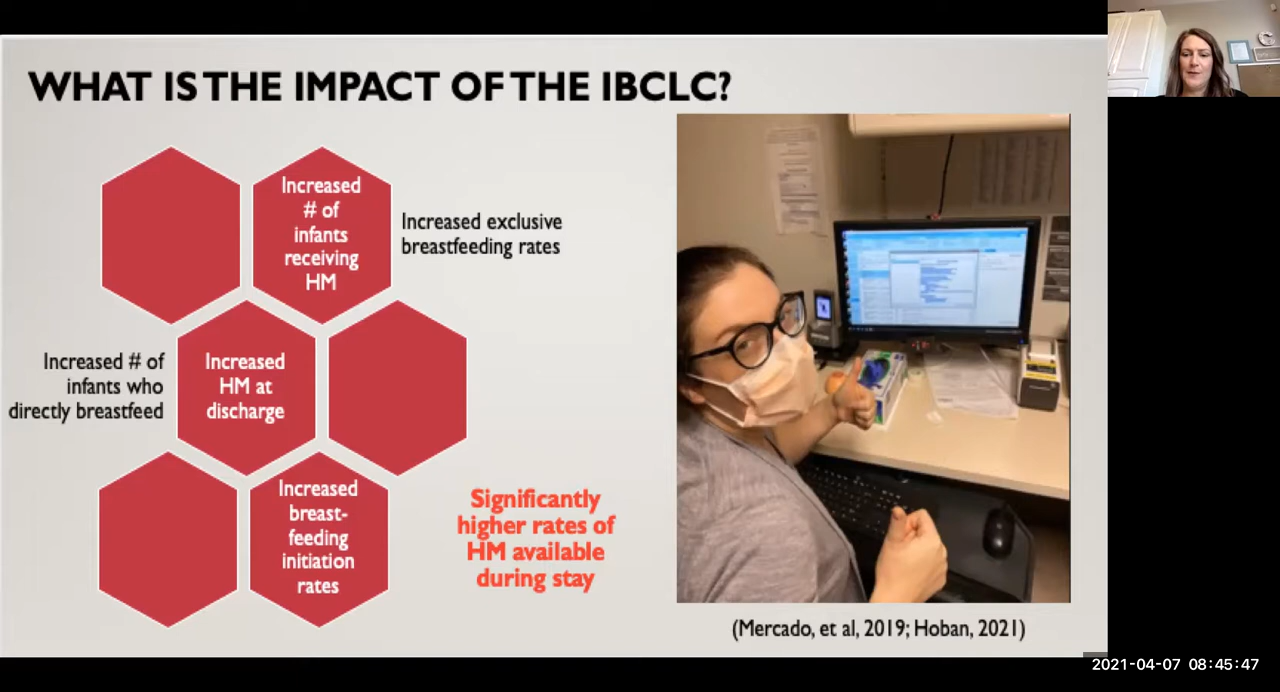 WHAT IS THE IMPACT OF THE IBCLC?
Increased
# of
infants
receiving
HM
Increased exclusive
breastfeeding rates
Increased # of
infants who
directly breastfeed
Increased
HM at
discharge
Increased
breast-
feeding
initiation
rates
Significantly
higher rates of
HM available
during stay
(Mercado, et al, 2019; Hoban, 2021)
2021-04-07 08:45:47